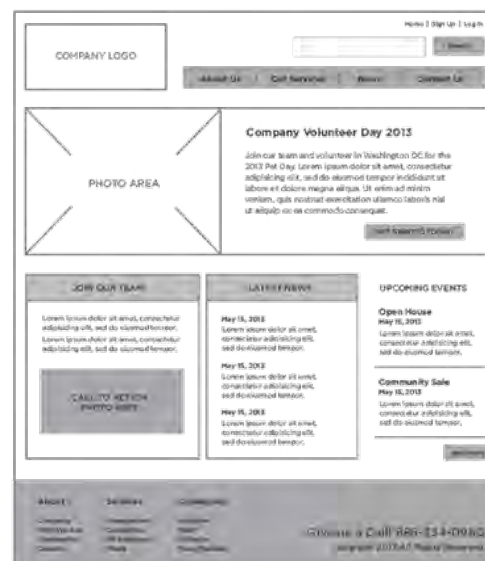 Home | Sign Up | Log In
COMPANY LOGO
Search
About Us | Our Services | News | Contact Us
Company Volunteer Day 2013
Join our team and volunteer in Washington DC for the
2013 Pet Day. Lorem ipsum dolor sit amet, consectetur
adipisicing elit, sed do eiusmod tempor incididunt ut
labore et dolore magna aliqua. Ut enim ad minim
veniam, quis nostrud exercitation ullamco laboris nisi
ut aliquip ex ea commodo consequat.
PHOTO AREA
JOIN OUR TEAM
Lorem ipsum dolor sit amet, consectetur
adipisicing elit, sed do eiusmod tempor.
Lorem ipsum dolor sit amet, consectetur
adipisicing elit, sed do eiusmod tempor.
CALL TO ACTION
PHOTO AREA
LATEST NEWS
May 15, 2013
Lorem ipsum dolor sit amet,
consectetur adipisicing elit,
sed do eiusmod tempor.
May 15, 2013
Lorem ipsum dolor sit amet,
consectetur adipisicing elit,
sed do eiusmod tempor.
May 15, 2013
Lorem ipsum dolor sit amet,
consectetur adipisicing elit,
sed do eiusmod tempor.
UPCOMING EVENTS
Open House
May 15, 2013
Lorem ipsum dolor sit amet,
consectetur adipisicing elit,
sed do eiusmod tempor.
Community Sale
May 15, 2013
Lorem ipsum dolor sit amet,
consectetur adipisicing elit,
sed do eiusmod tempor.
About Services Community
Give us a Call